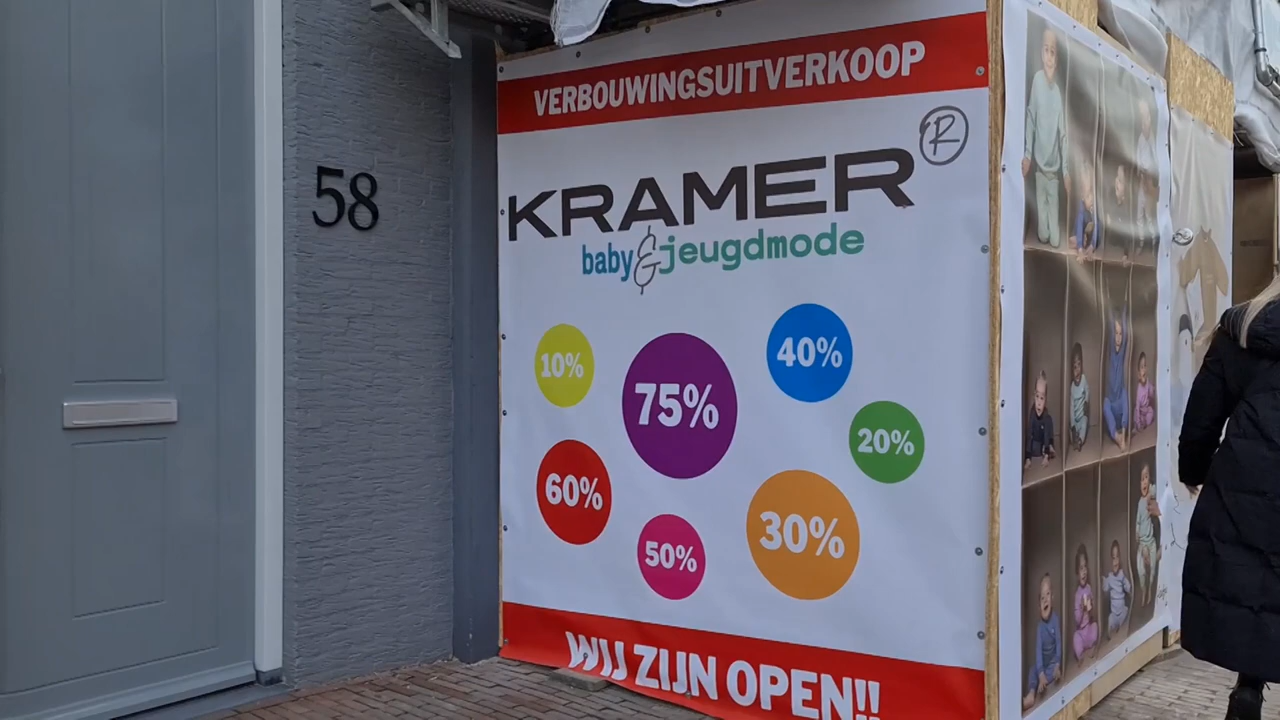 58
VERBOUWINGSUITVERKOOP
KRAMER R
baby & jeugdmode
10%
75%
40%
20%
60%
50%
30%
WIJ ZIJN OPEN!!